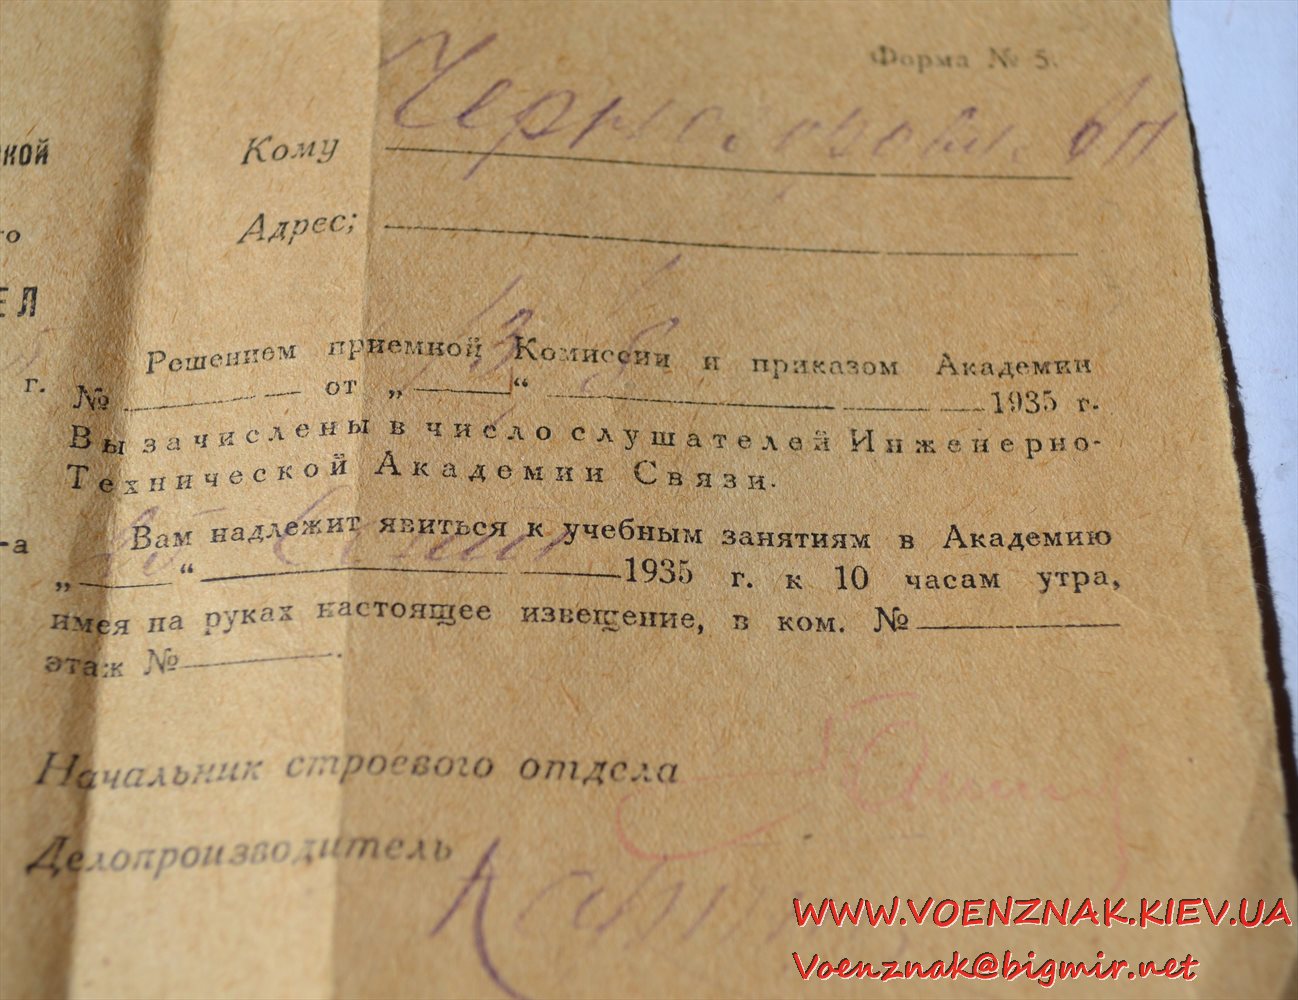 Форма № 5.
ской
Кому
го
Адрес;
ЕЛ
Решением приемной Комиссии и приказом Академии
г.
№ от „ “ 1935 г.
Вы зачислены в число слушателей Инженерно-
Технической Академии Связи.
-а
Вам надлежит явиться к учебным занятиям в Академию
„ “ 1935 г. к 10 часам утра,
имея на руках настоящее извещение, в ком. №
этаж № .
Начальник строевого отдела
Делопроизводитель
WWW.VOENZNAK.KIEV.UA
Voenznak@bigmir.net